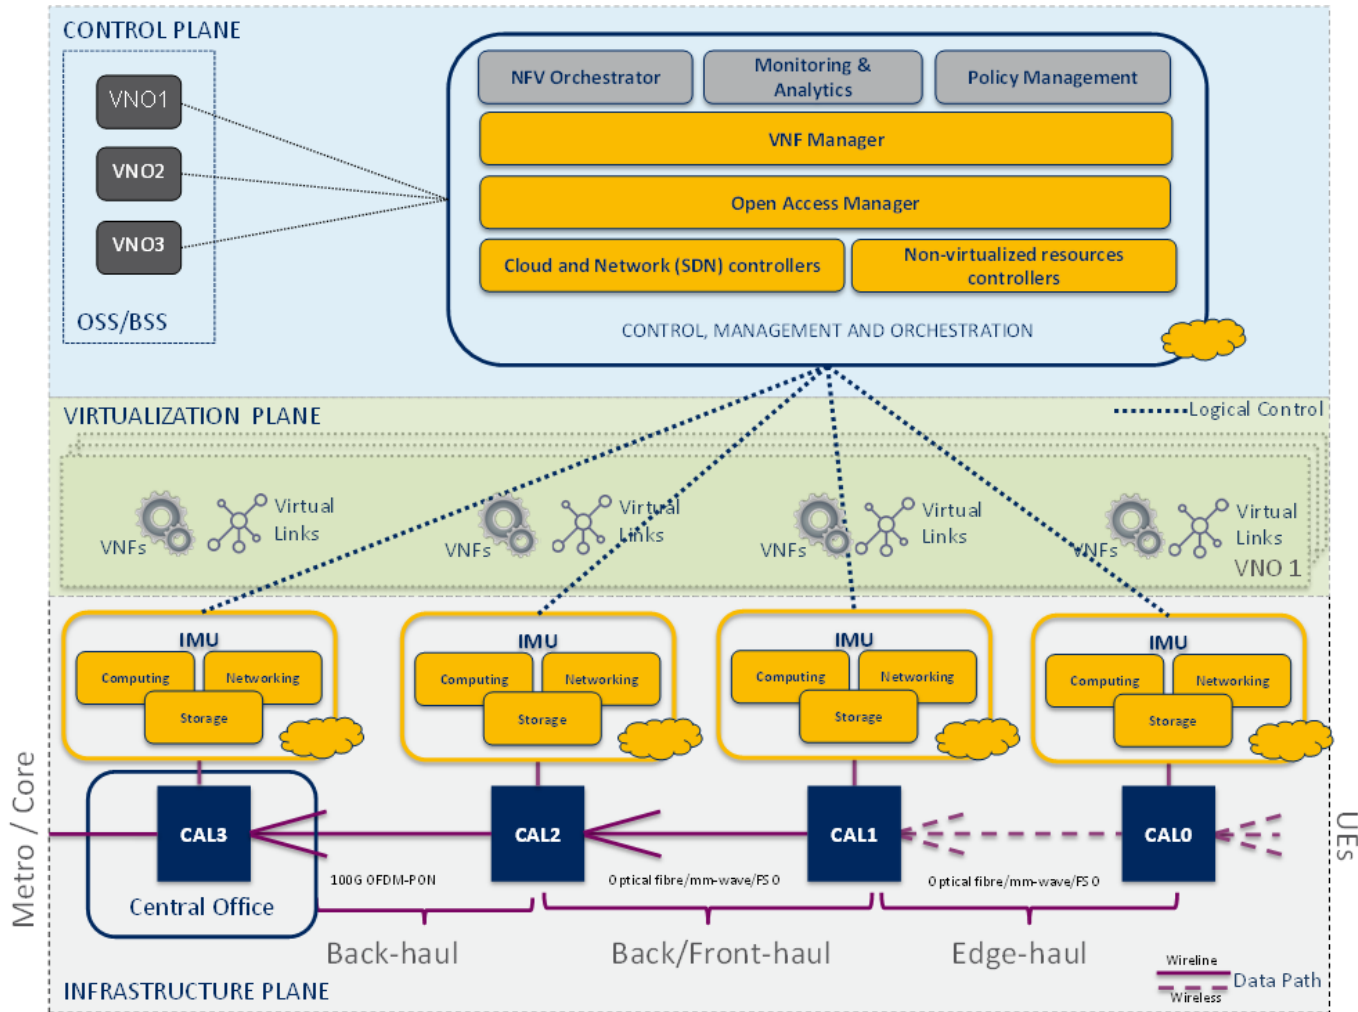 CONTROL PLANE
VNO1
VNO2
VNO3
OSS/BSS
NFV Orchestrator
Monitoring &
Analytics
Policy Management
VNF Manager
Open Access Manager
Cloud and Network (SDN) controllers
Non-virtualized resources
controllers
CONTROL, MANAGEMENT AND ORCHESTRATION
VIRTUALIZATION PLANE
Logical Control
VNFs
Virtual
Links
VNFs
Virtual
Links
VNFs
Virtual
Links
VNFs
Virtual
Links
VNO 1
IMU
Computing
Networking
Storage
IMU
Computing
Networking
Storage
IMU
Computing
Networking
Storage
IMU
Computing
Networking
Storage
Metro / Core
CAL3
CAL2
CAL1
CAL0
UEs
Central Office
100G OFDM-PON
Optical fibre/mm-wave/FSO
Optical fibre/mm-wave/FSO
Back-haul
Back/Front-haul
Edge-haul
Wireline
Data Path
Wireless
INFRASTRUCTURE PLANE